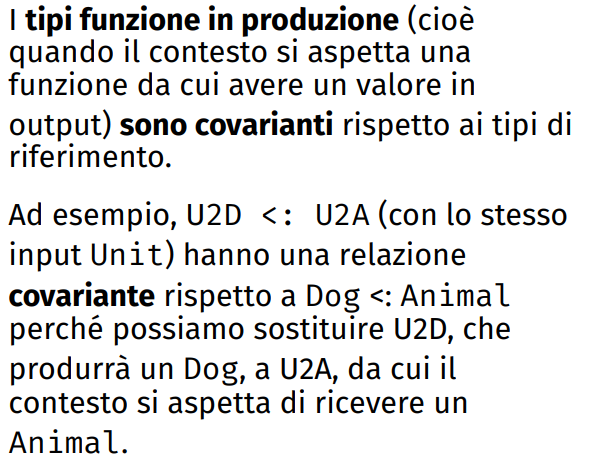 I tipi funzione in produzione (cioè
quando il contesto si aspetta una
funzione da cui avere un valore in
output) sono covarianti rispetto ai tipi di
riferimento.
Ad esempio, U2D <: U2A (con lo stesso
input Unit) hanno una relazione
covariante rispetto a Dog <: Animal
perché possiamo sostituire U2D, che
produrrà un Dog, a U2A, da cui il
contesto si aspetta di ricevere un
Animal.